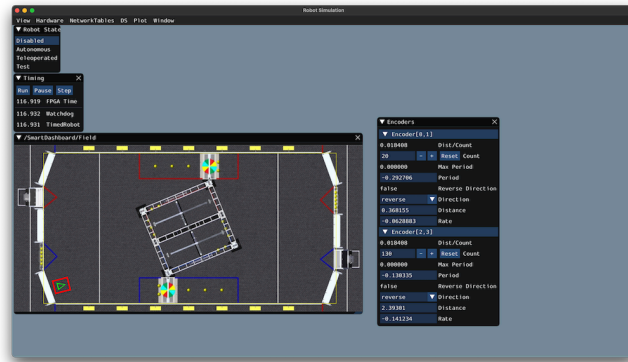 Robot Simulation
View Hardware NetworkTables DS Plot Window
Robot State
Disabled
Autonomous
Teleoperated
Test
Timing
Run Pause Step
116.919 FPGA Time
116.932 Watchdog
116.931 TimedRobot
/SmartDashboard/Field
Encoders
Encoder[0,1]
0.018408 Dist/Count
20 - + Reset Count
0.000000 Max Period
-0.292706 Period
false Reverse Direction
reverse Direction
0.368155 Distance
-0.0628883 Rate
Encoder[2,3]
0.018408 Dist/Count
130 - + Reset Count
0.000000 Max Period
-0.130335 Period
false Reverse Direction
reverse Direction
2.39301 Distance
-0.141234 Rate